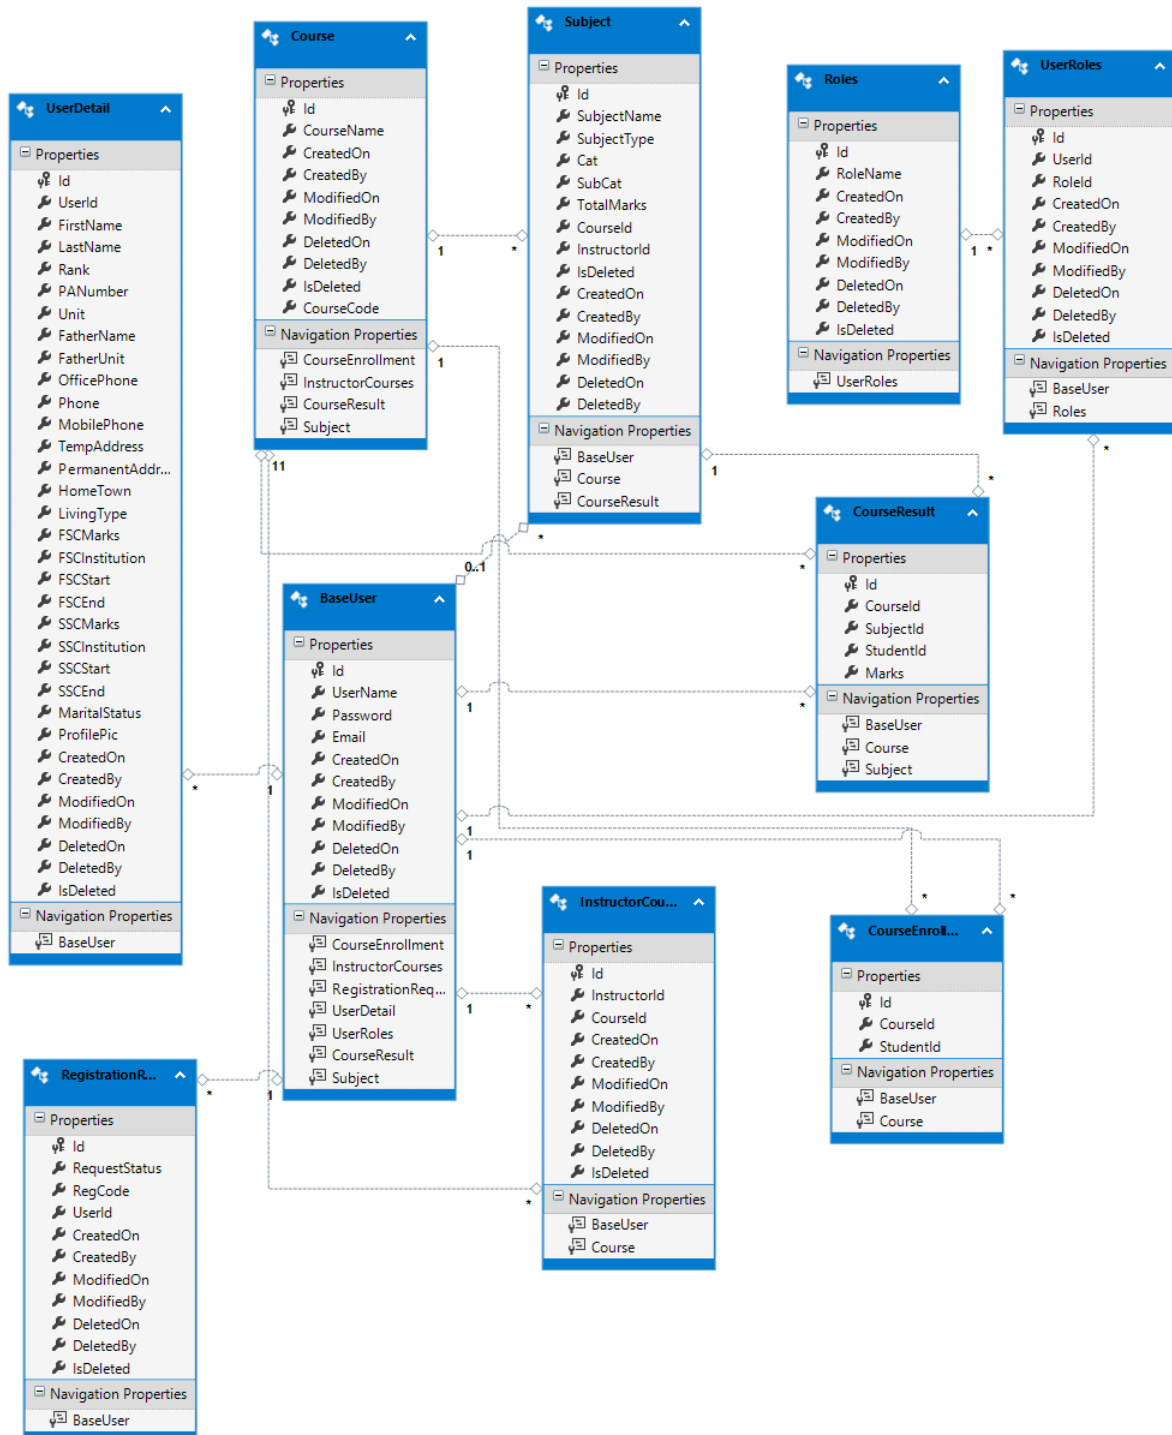 UserDetail
Properties
Id
UserId
FirstName
LastName
Rank
PANumber
Unit
FatherName
FatherUnit
OfficePhone
Phone
MobilePhone
TempAddress
PermanentAddr...
HomeTown
LivingType
FSCMarks
FSCInstitution
FSCStart
FSCEnd
SSCMarks
SSCInstitution
SSCStart
SSCEnd
MaritalStatus
ProfilePic
CreatedOn
CreatedBy
ModifiedOn
ModifiedBy
DeletedOn
DeletedBy
IsDeleted
Navigation Properties
BaseUser
Course
Properties
Id
CourseName
CreatedOn
CreatedBy
ModifiedOn
ModifiedBy
DeletedOn
DeletedBy
IsDeleted
CourseCode
Navigation Properties
CourseEnrollment
InstructorCourses
CourseResult
Subject
Subject
Properties
Id
SubjectName
SubjectType
Cat
SubCat
TotalMarks
CourseId
InstructorId
IsDeleted
CreatedOn
CreatedBy
ModifiedOn
ModifiedBy
DeletedOn
DeletedBy
Navigation Properties
BaseUser
Course
CourseResult
Roles
Properties
Id
RoleName
CreatedOn
CreatedBy
ModifiedOn
ModifiedBy
DeletedOn
DeletedBy
IsDeleted
Navigation Properties
UserRoles
UserRoles
Properties
Id
UserId
RoleId
CreatedOn
CreatedBy
ModifiedOn
ModifiedBy
DeletedOn
DeletedBy
IsDeleted
Navigation Properties
BaseUser
Roles
1
*
1
*
1
11
1
*
*
*
0..1
*
CourseResult
Properties
Id
CourseId
SubjectId
StudentId
Marks
Navigation Properties
BaseUser
Course
Subject
BaseUser
Properties
Id
UserName
Password
Email
CreatedOn
CreatedBy
ModifiedOn
ModifiedBy
DeletedOn
DeletedBy
IsDeleted
Navigation Properties
CourseEnrollment
InstructorCourses
RegistrationReq...
UserDetail
UserRoles
CourseResult
Subject
1
*
*
1
1
1
*
*
1
*
*
1
*
InstructorCou...
Properties
Id
InstructorId
CourseId
CreatedOn
CreatedBy
ModifiedOn
ModifiedBy
DeletedOn
DeletedBy
IsDeleted
Navigation Properties
BaseUser
Course
CourseEnroll...
Properties
Id
CourseId
StudentId
Navigation Properties
BaseUser
Course
RegistrationR...
Properties
Id
RequestStatus
RegCode
UserId
CreatedOn
CreatedBy
ModifiedOn
ModifiedBy
DeletedOn
DeletedBy
IsDeleted
Navigation Properties
BaseUser
*